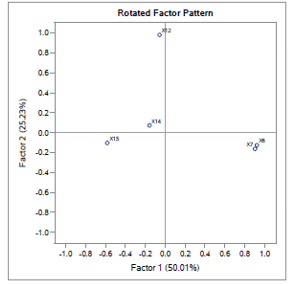 Rotated Factor Pattern
1.0
0.8
0.6
0.4
0.2
0.0
-0.2
-0.4
-0.6
-0.8
-1.0
Factor 2 (25.23%)
X12
X14
X15
X7
X6
-1.0 -0.8 -0.6 -0.4 -0.2 0.0 0.2 0.4 0.6 0.8 1.0
Factor 1 (50.01%)